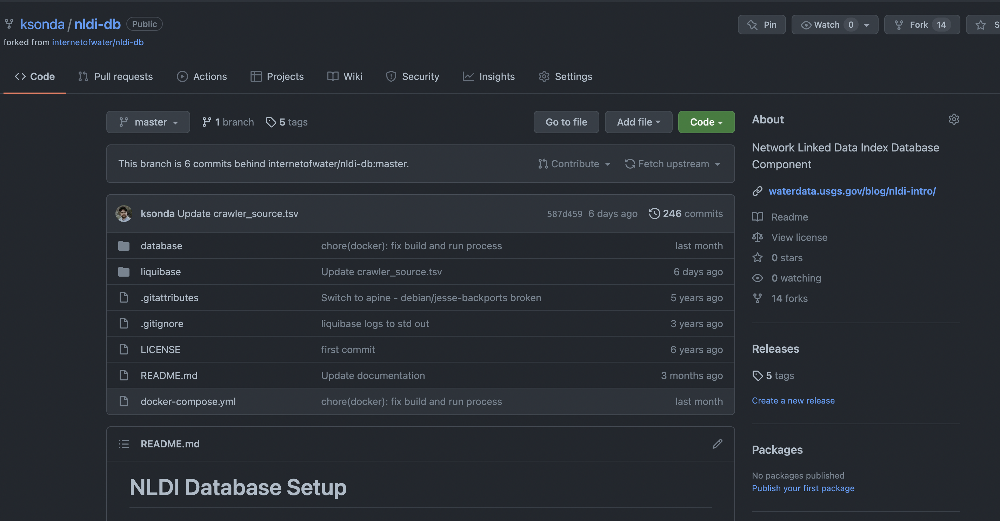 ksonda / nldi-db Public
Pin
Watch 0
Fork 14
forked from internetofwater/nldi-db
Code
Pull requests
Actions
Projects
Wiki
Security
Insights
Settings
master
1 branch
5 tags
Go to file
Add file
Code
This branch is 6 commits behind internetofwater/nldi-db:master.
Contribute
Fetch upstream
ksonda Update crawler_source.tsv 587d459 6 days ago 246 commits
database chore(docker): fix build and run process last month
liquibase Update crawler_source.tsv 6 days ago
.gitattributes Switch to apine - debian/jesse-backports broken 5 years ago
.gitignore liquibase logs to std out 3 years ago
LICENSE first commit 6 years ago
README.md Update documentation 3 months ago
docker-compose.yml chore(docker): fix build and run process last month
README.md
NLDI Database Setup
About
Network Linked Data Index Database
Component
waterdata.usgs.gov/blog/nldi-intro/
Readme
View license
0 stars
0 watching
14 forks
Releases
5 tags
Create a new release
Packages
No packages published
Publish your first package